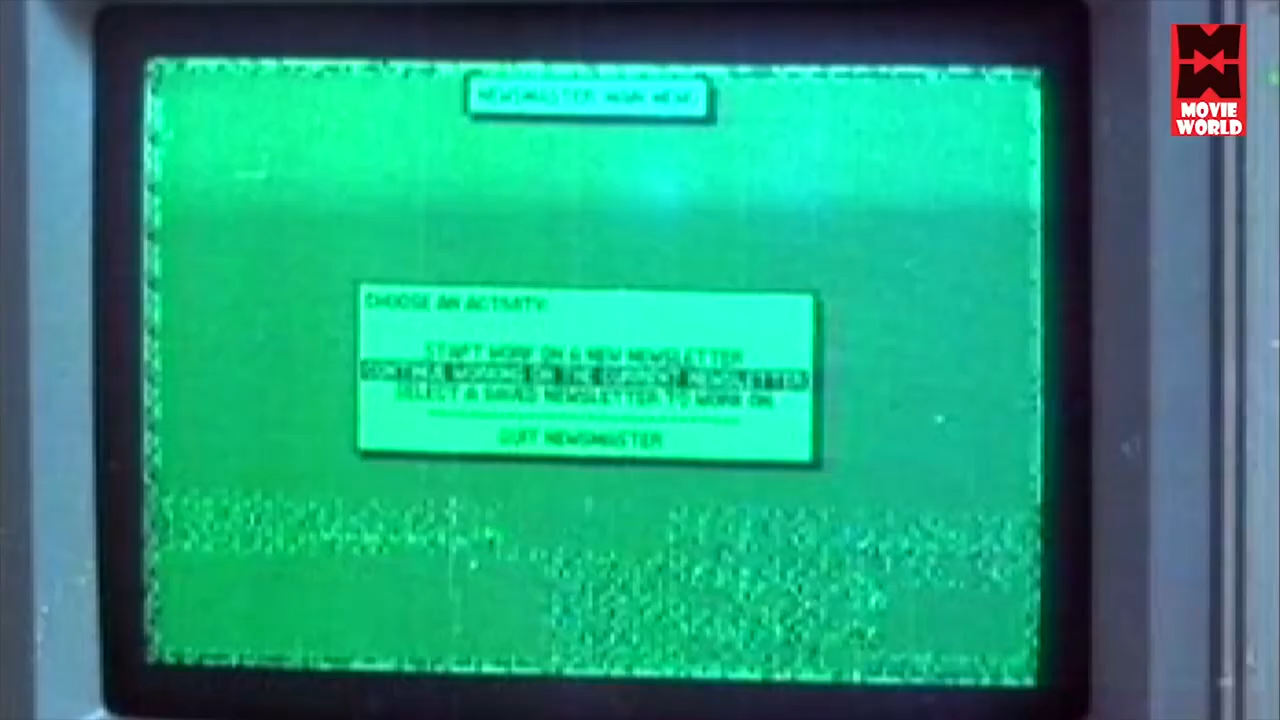 NEWSMASTER MAIN MENU
CHOOSE AN ACTIVITY:
START WORK ON A NEW NEWSLETTER
CONTINUE WORKING ON THE CURRENT NEWSLETTER
SELECT A SAVED NEWSLETTER TO WORK ON
QUIT NEWSMASTER
MOVIE
WORLD